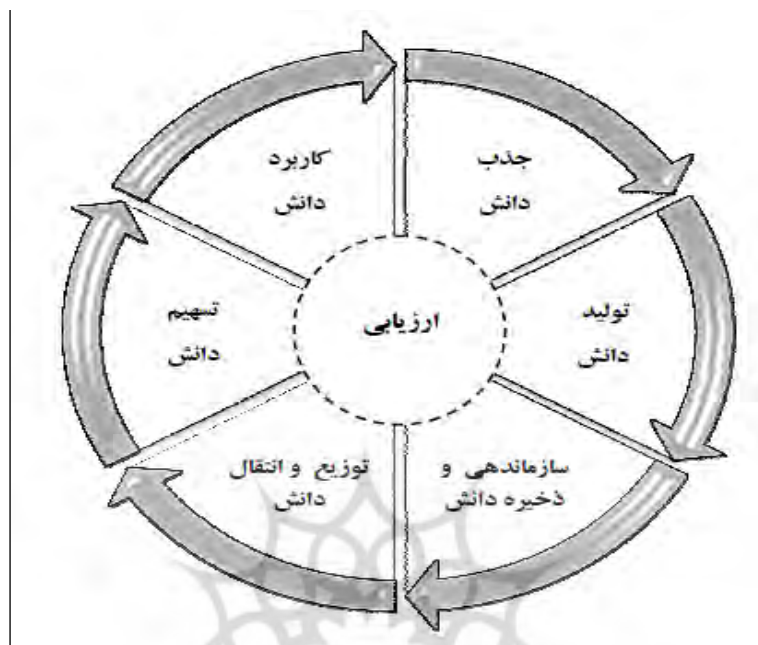 جذب
دانش
تولید
دانش
سازماندهی و
ذخیره دانش
توزیع و انتقال
دانش
تسهیم
دانش
کاربرد
دانش
ارزیابی